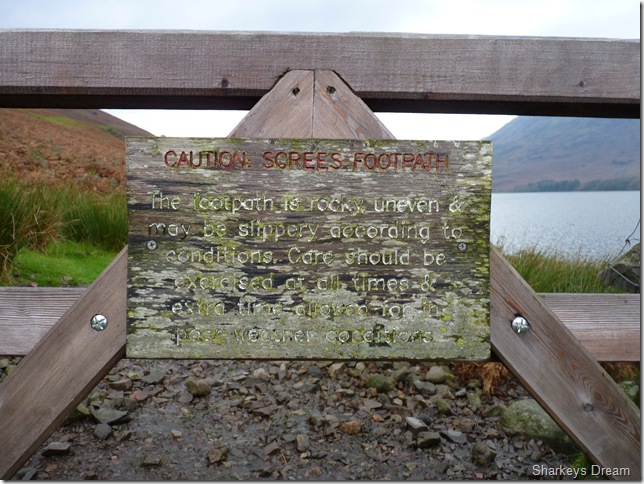 CAUTION: SCREES FOOTPATH
The footpath is rocky, uneven &
may be slippery according to
conditions. Care should be
exercised at all times &
extra time allowed for in
poor weather conditions.
Sharkeys Dream